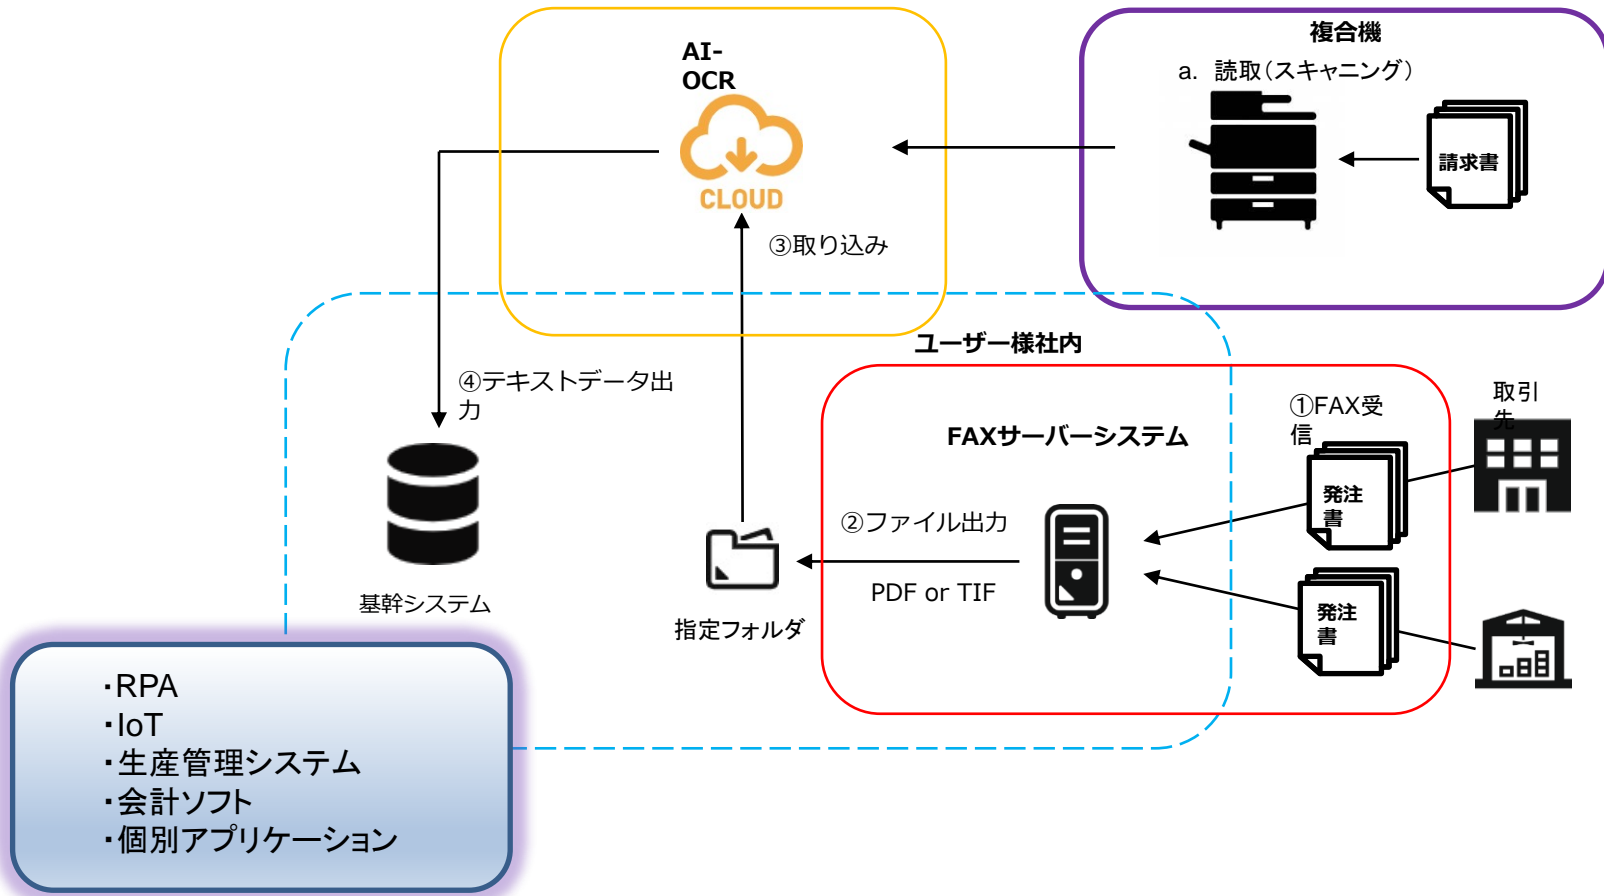 複合機
a. 読取(スキャニング)
請求書
AI-
OCR
CLOUD
③取り込み
ユーザー様社内
④テキストデータ出
力
FAXサーバーシステム
①FAX受
信
取引
先
発注
書
②ファイル出力
PDF or TIF
発注
書
基幹システム
指定フォルダ
・RPA
・IoT
・生産管理システム
・会計ソフト
・個別アプリケーション